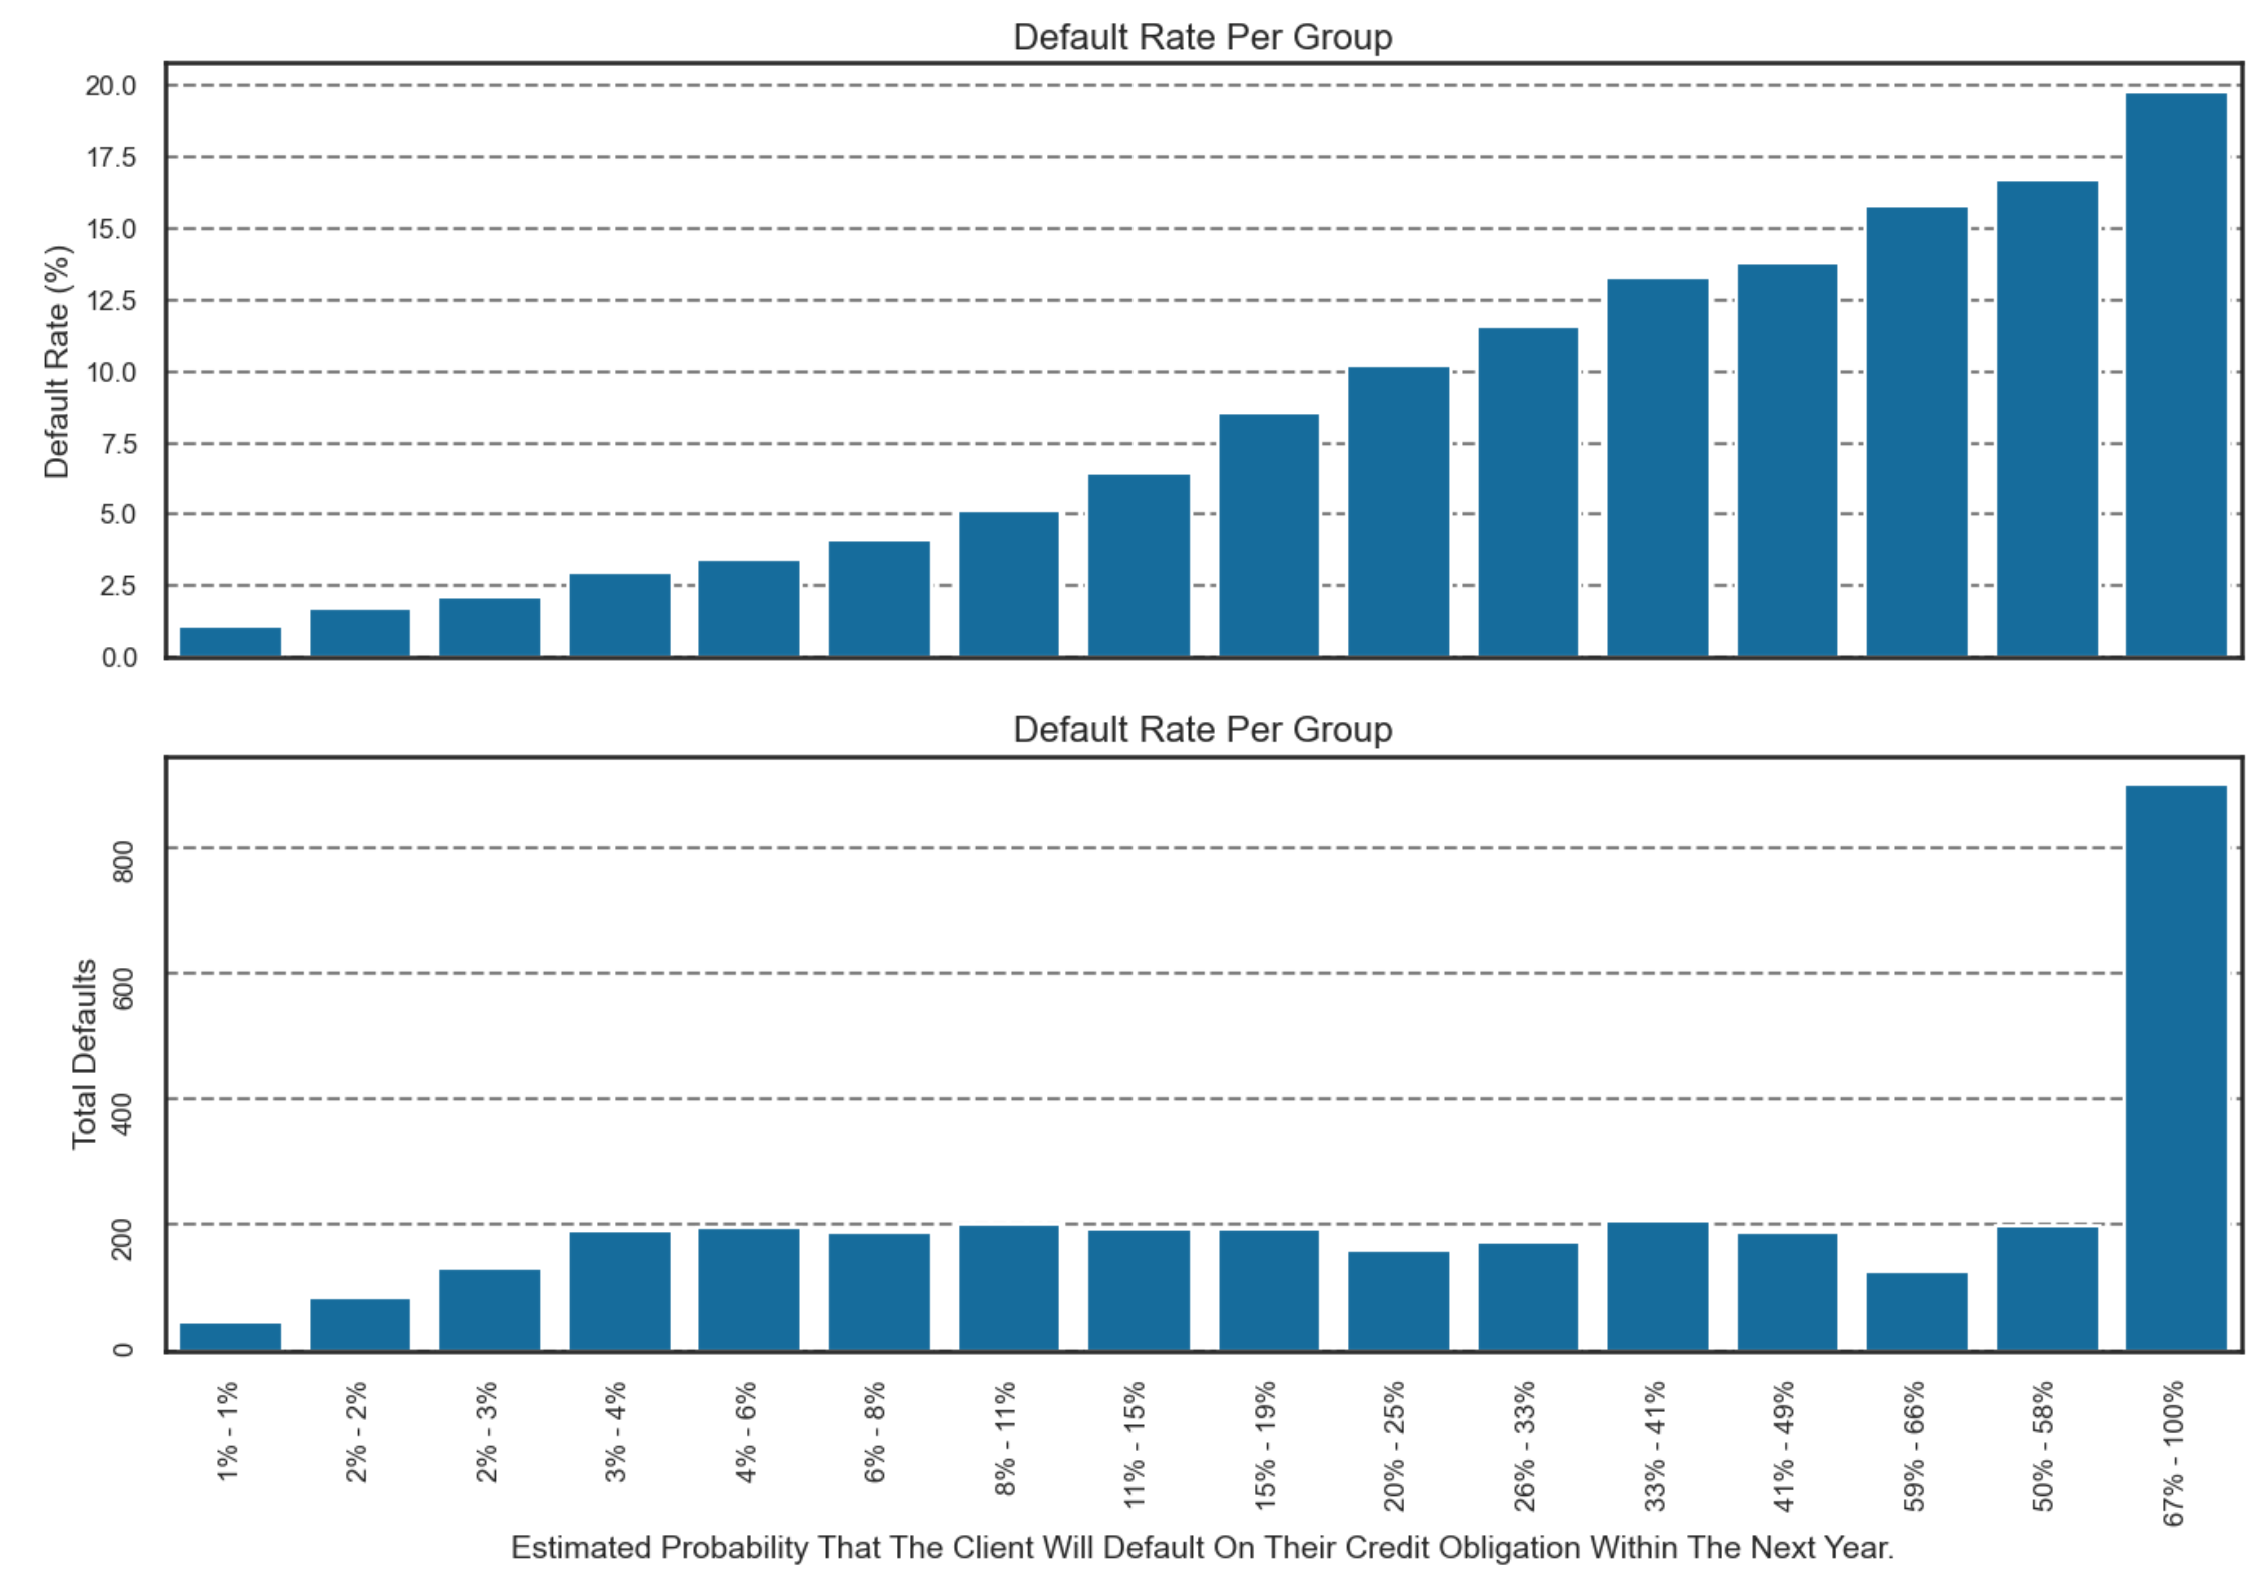 Default Rate Per Group
Default Rate (%)
20.0
17.5
15.0
12.5
10.0
7.5
5.0
2.5
0.0
Default Rate Per Group
Total Defaults
800
600
400
200
0
1% - 1%
2% - 2%
2% - 3%
3% - 4%
4% - 6%
6% - 8%
8% - 11%
11% - 15%
15% - 19%
20% - 25%
26% - 33%
33% - 41%
41% - 49%
59% - 66%
50% - 58%
67% - 100%
Estimated Probability That The Client Will Default On Their Credit Obligation Within The Next Year.